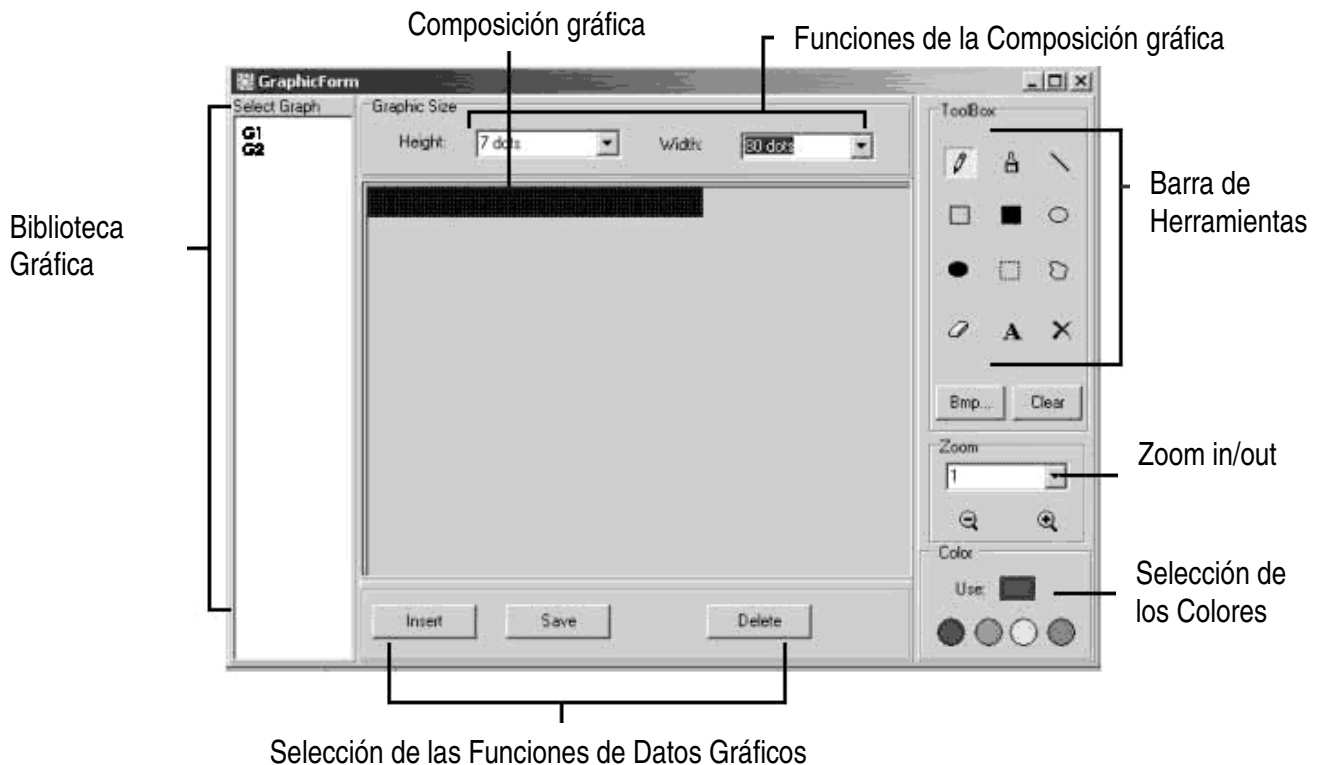 Composición gráfica
Funciones de la Composición gráfica
GraphicForm
Select Graph
Graphic Size
ToolBox
G1
G2
Height:
7 dots
Width:
80 dots
Biblioteca
Gráfica
Barra de
Herramientas
A
Bmp...
Clear
Zoom
1
Zoom in/out
Color
Use:
Selección de
los Colores
Insert
Save
Delete
Selección de las Funciones de Datos Gráficos